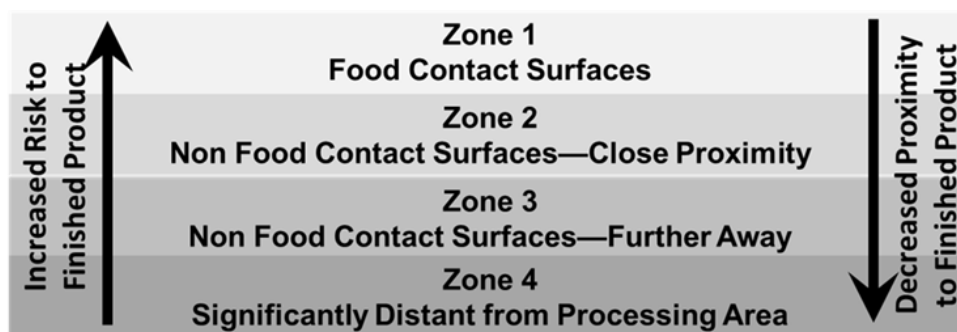 Increased Risk to
Finished Product
Zone 1
Food Contact Surfaces
Zone 2
Non Food Contact Surfaces—Close Proximity
Zone 3
Non Food Contact Surfaces—Further Away
Zone 4
Significantly Distant from Processing Area
Decreased Proximity
to Finished Product